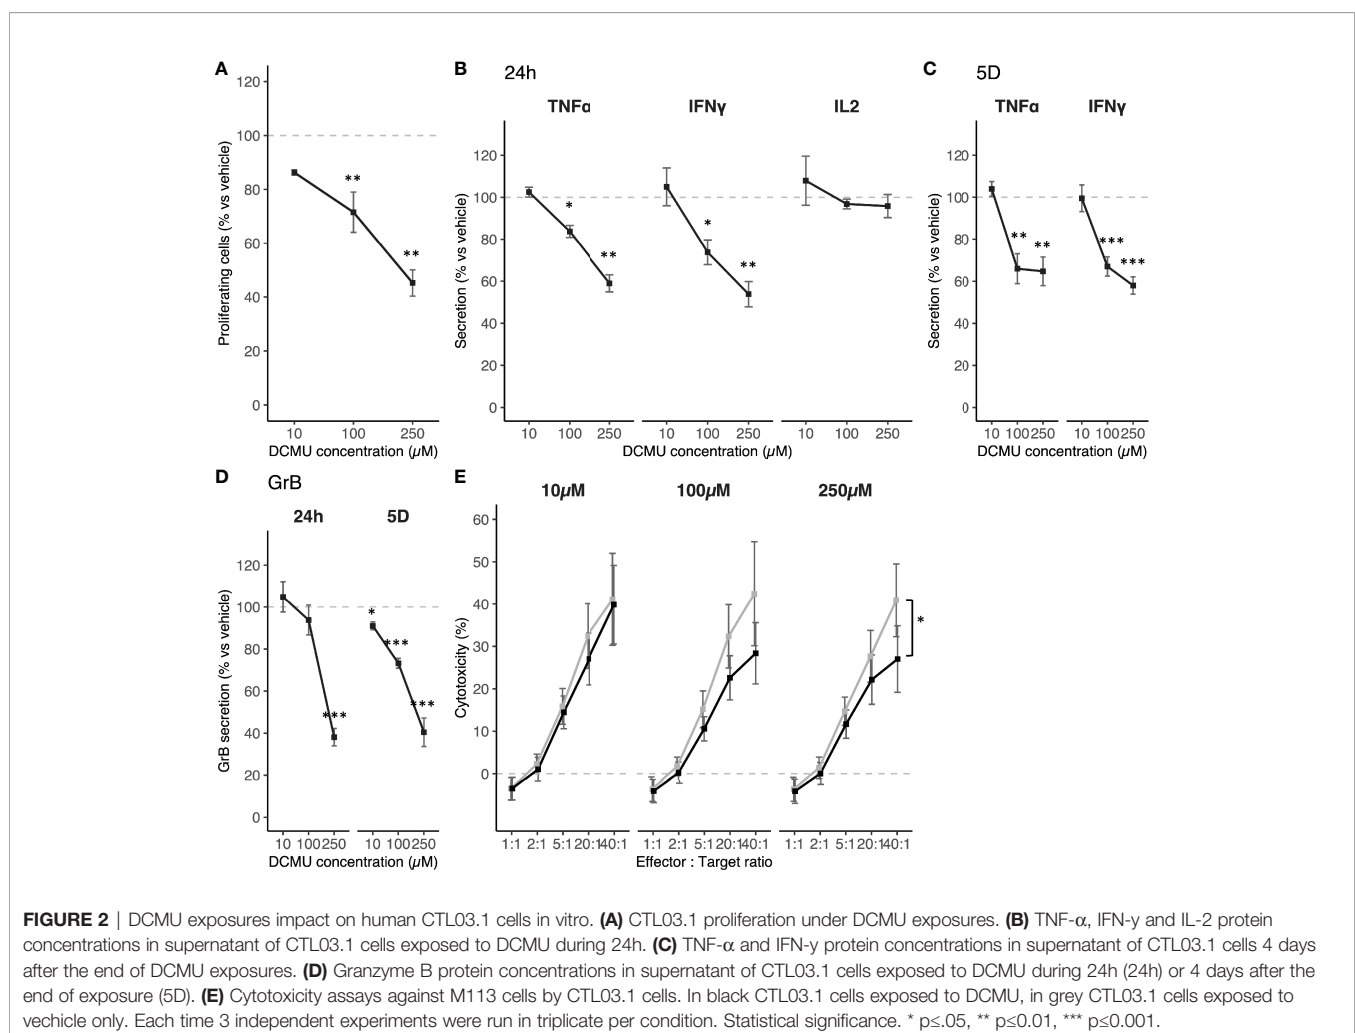 A
120
100
80
60
40
20
0
Proliferating cells (% vs vehicle)
**
**
10 100 250
DCMU concentration (µM)
B 24h
TNFα IFNγ IL2
120
100
80
60
40
20
0
Secretion (% vs vehicle)
*
**
*
**
10 100 250 10 100 250 10 100 250
DCMU concentration (µM)
C 5D
TNFα IFNγ
120
100
80
60
40
20
0
Secretion (% vs vehicle)
**
**
***
***
10 100 250 10 100 250
DCMU concentration (µM)
D GrB
24h 5D
120
100
80
60
40
20
0
GrB secretion (% vs vehicle)
***
*
***
***
10 100 250 10 100 250
DCMU concentration (µM)
E
10µM 100µM 250µM
60
50
40
30
20
10
0
Cytotoxicity (%)
*
1:1 2:1 5:1 20:1 40:1 1:1 2:1 5:1 20:1 40:1 1:1 2:1 5:1 20:1 40:1
Effector : Target ratio
FIGURE 2 | DCMU exposures impact on human CTL03.1 cells in vitro. (A) CTL03.1 proliferation under DCMU exposures. (B) TNF-α, IFN-y and IL-2 protein
concentrations in supernatant of CTL03.1 cells exposed to DCMU during 24h. (C) TNF-α and IFN-y protein concentrations in supernatant of CTL03.1 cells 4 days
after the end of DCMU exposures. (D) Granzyme B protein concentrations in supernatant of CTL03.1 cells exposed to DCMU during 24h (24h) or 4 days after the
end of exposure (5D). (E) Cytotoxicity assays against M113 cells by CTL03.1 cells. In black CTL03.1 cells exposed to DCMU, in grey CTL03.1 cells exposed to
vechicle only. Each time 3 independent experiments were run in triplicate per condition. Statistical significance. * p≤.05, ** p≤0.01, *** p≤0.001.